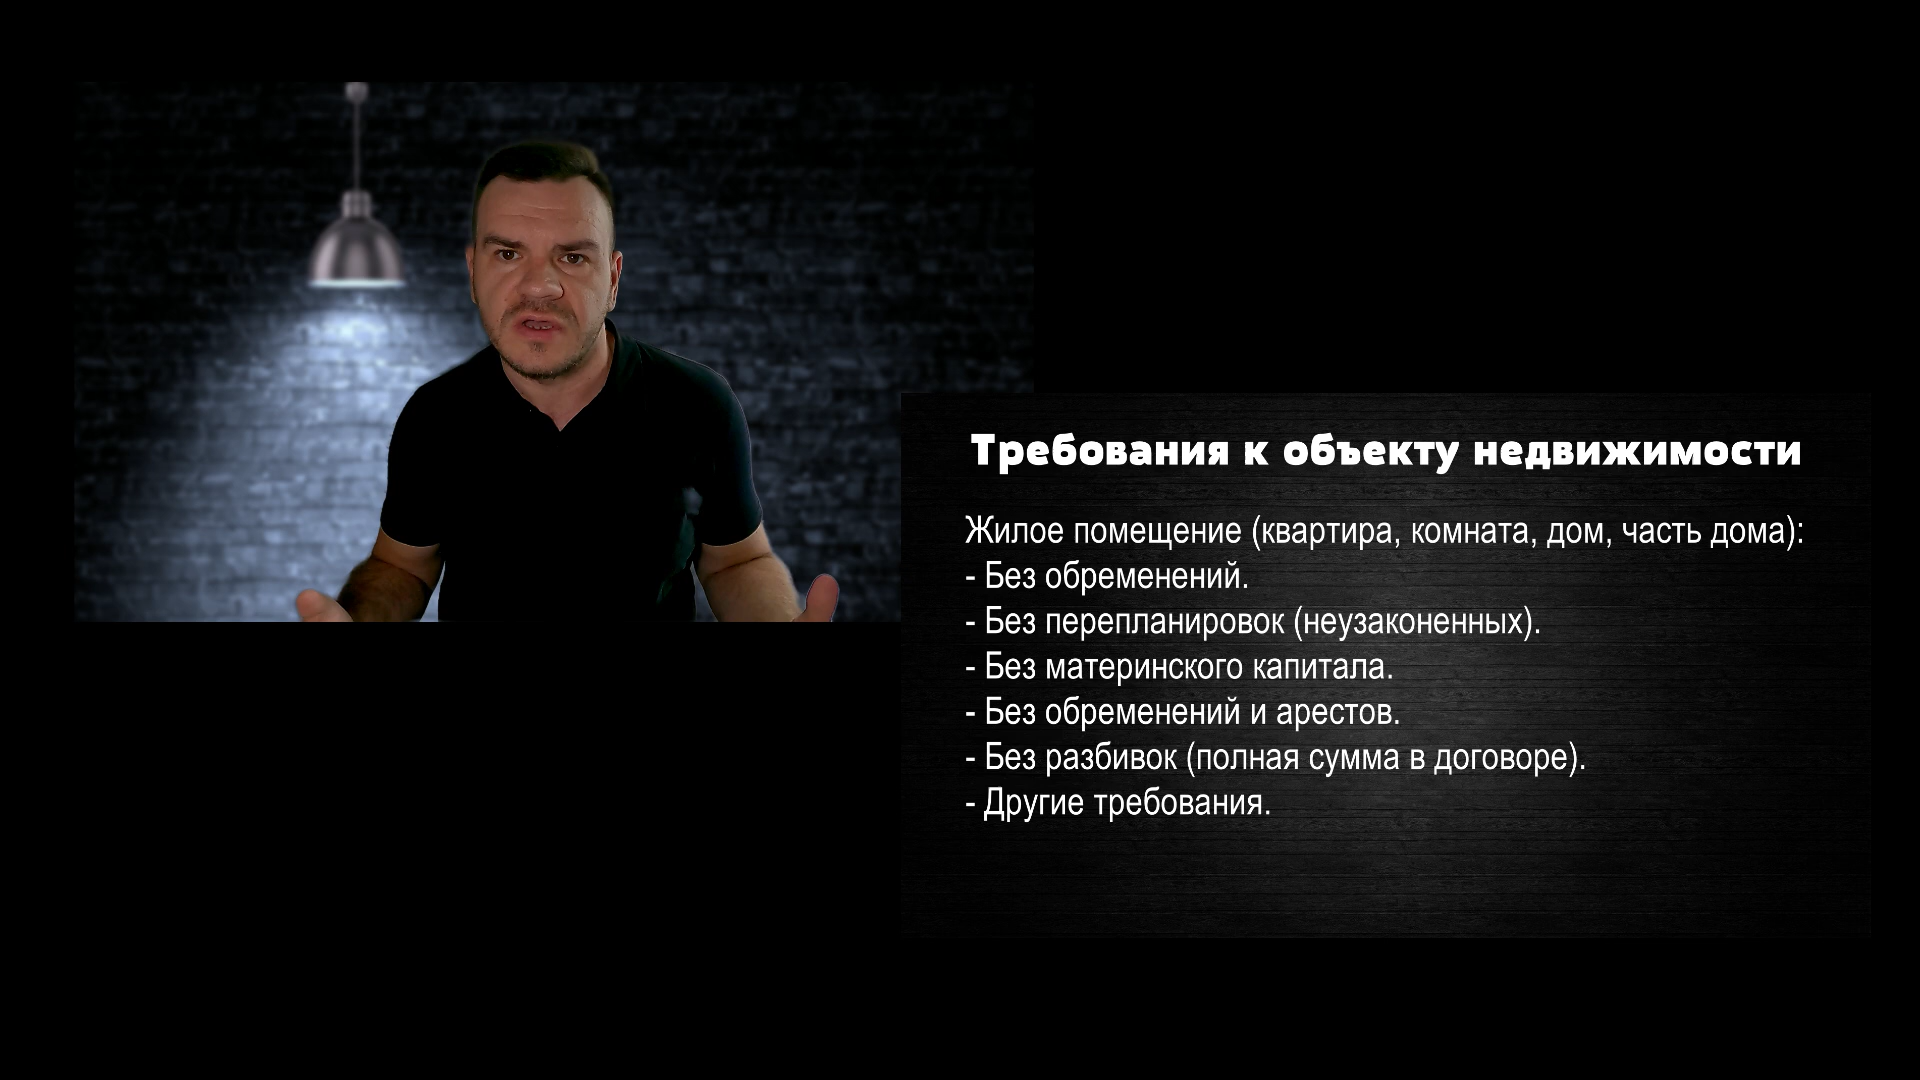 Требования к объекту недвижимости
Жилое помещение (квартира, комната, дом, часть дома):
- Без обременений.
- Без перепланировок (неузаконенных).
- Без материнского капитала.
- Без обременений и арестов.
- Без разбивок (полная сумма в договоре).
- Другие требования.